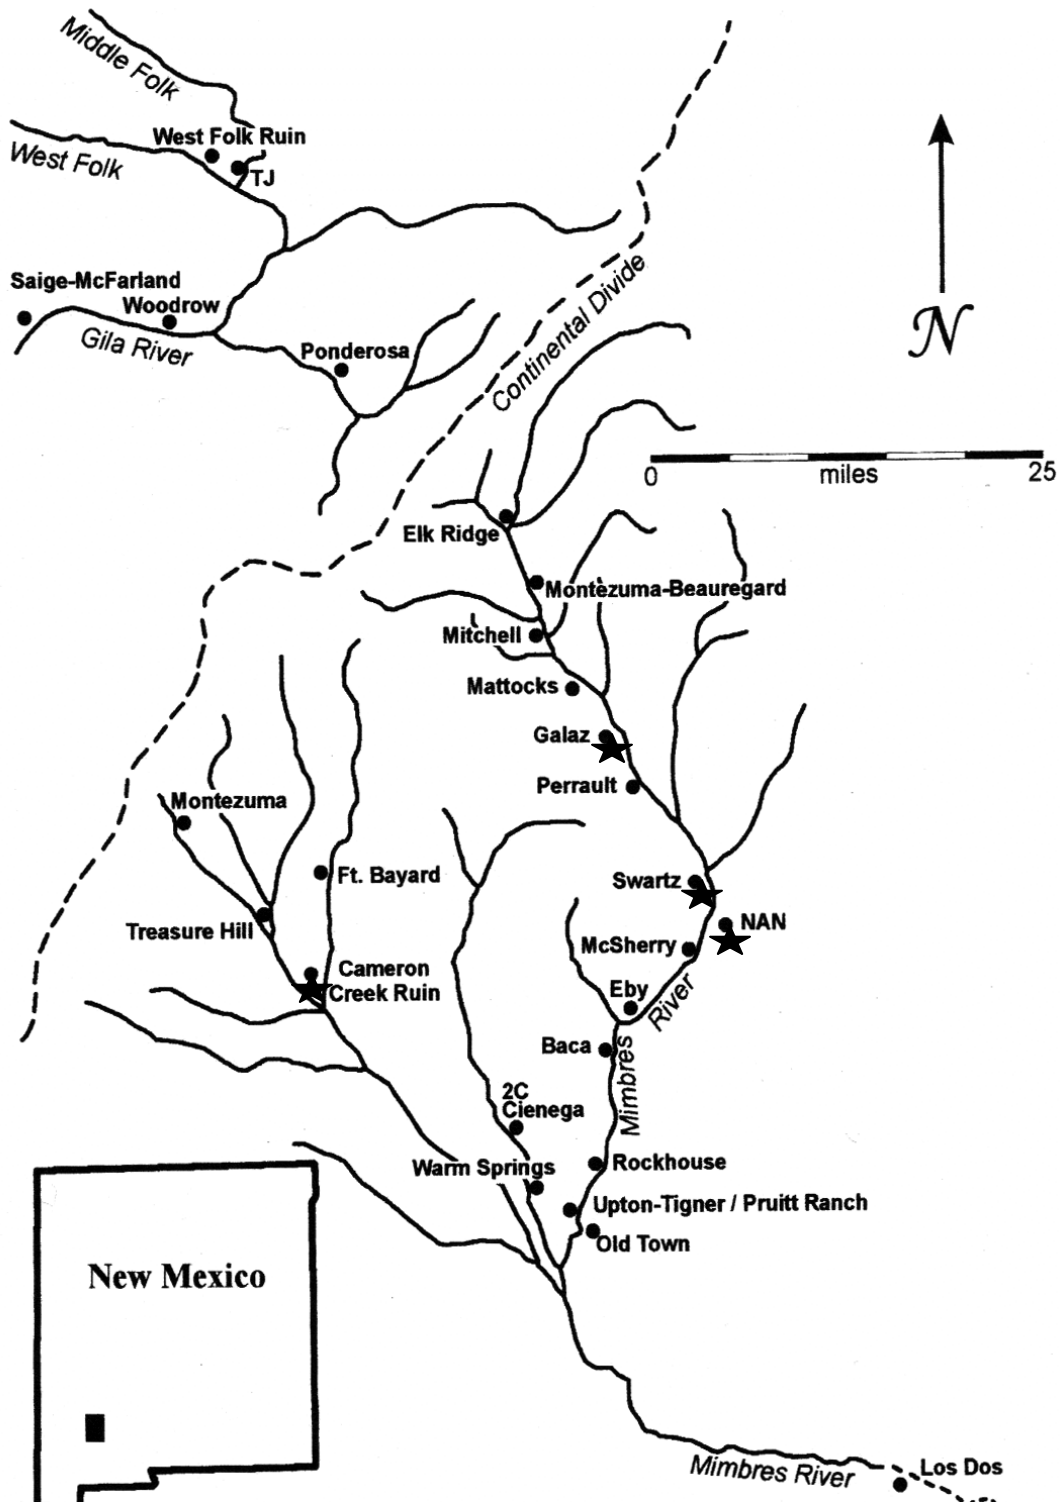 Middle Folk
West Folk Ruin
West Folk
TJ
Saige-McFarland
Woodrow
Gila River
Ponderosa
Continental Divide
N
0 miles 25
Elk Ridge
Montezuma-Beauregard
Mitchell
Mattocks
Galaz
Perrault
Montezuma
Ft. Bayard
Swartz
NAN
Treasure Hill
McSherry
Cameron
Creek Ruin
Eby
Mimbres River
Baca
2C
Cienega
Warm Springs
Rockhouse
Upton-Tigner / Pruitt Ranch
Old Town
New Mexico
Mimbres River
Los Dos